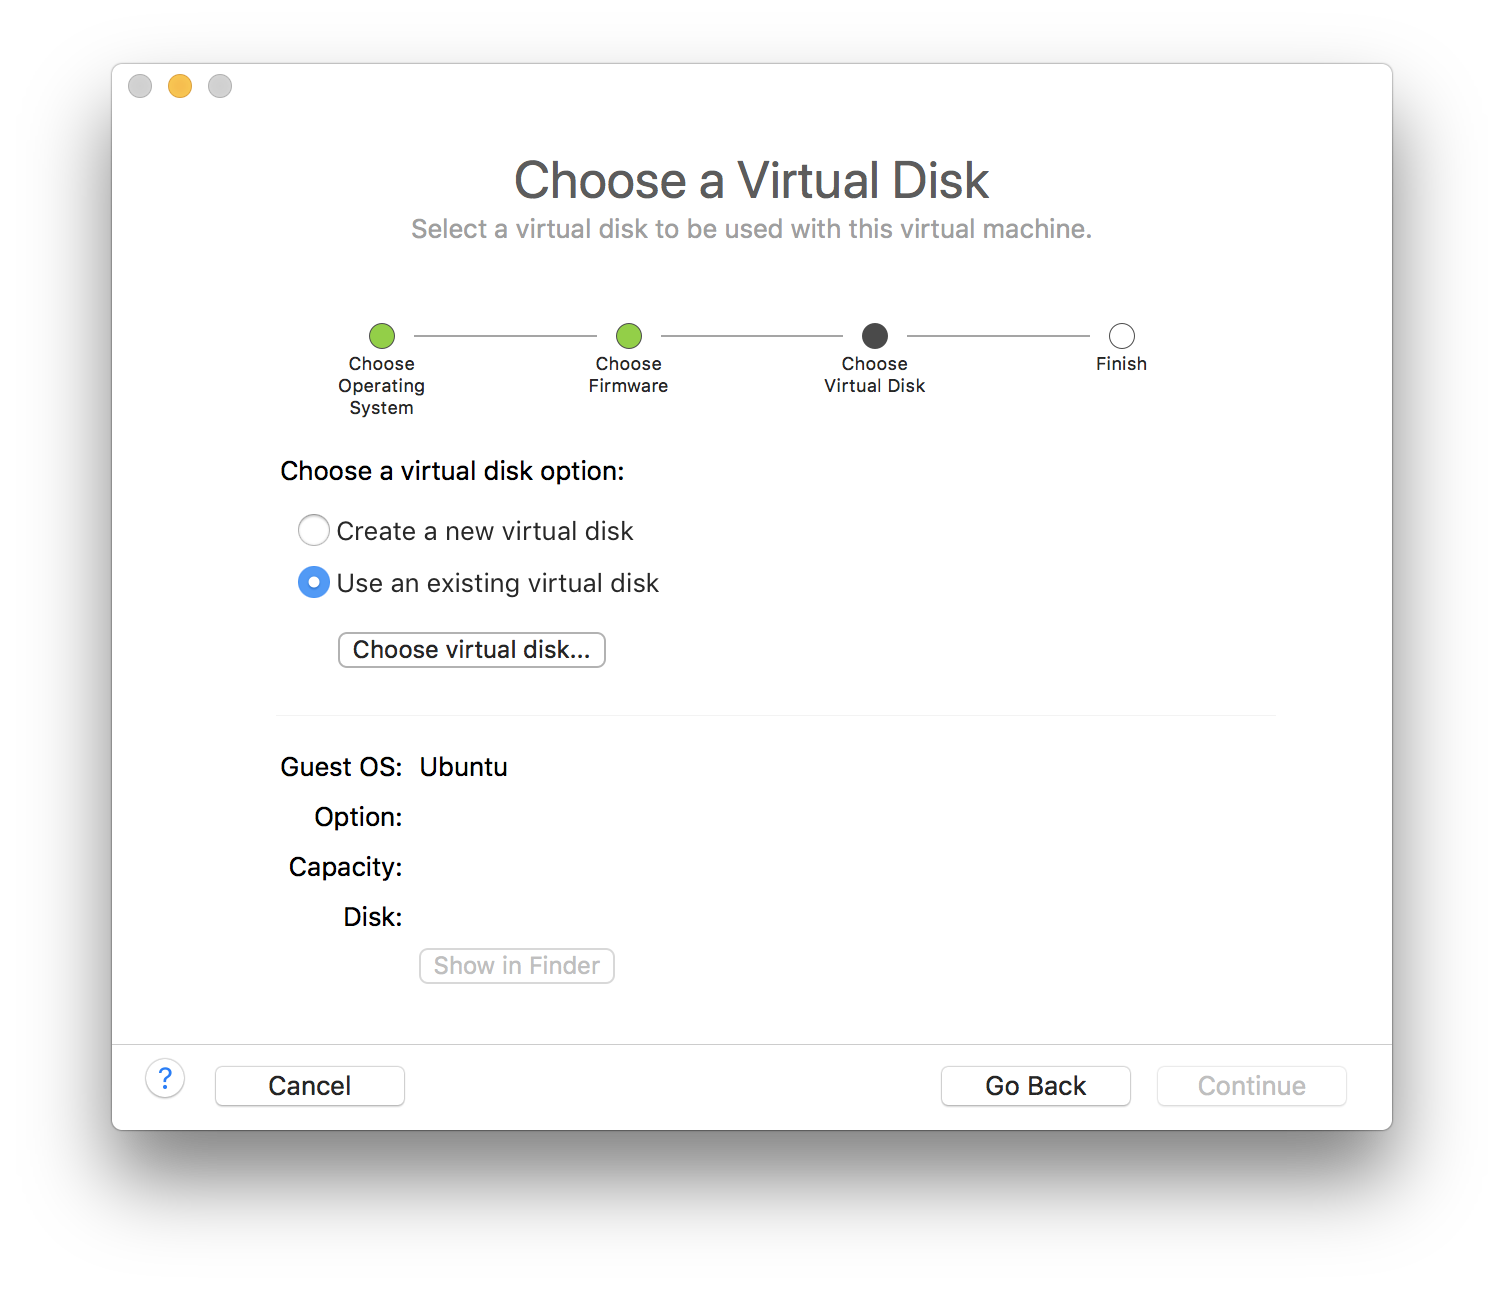 Choose a Virtual Disk
Select a virtual disk to be used with this virtual machine.
Choose
Operating
System
Choose
Firmware
Choose
Virtual Disk
Finish
Choose a virtual disk option:
Create a new virtual disk
Use an existing virtual disk
Choose virtual disk...
Guest OS: Ubuntu
Option:
Capacity:
Disk:
Show in Finder
? Cancel Go Back Continue